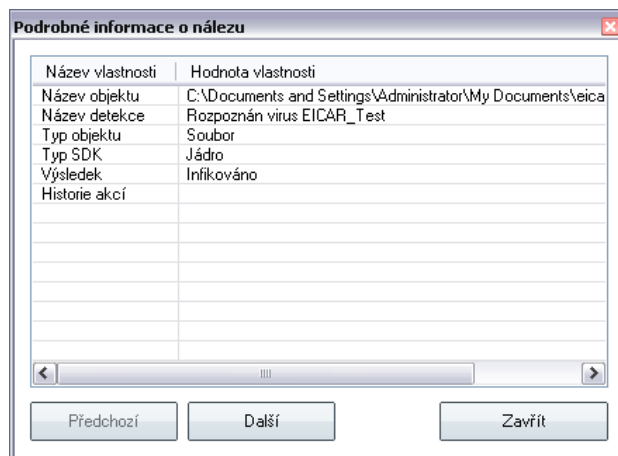 Podrobné informace o nálezu
Název vlastnosti Hodnota vlastnosti
Název objektu C:\Documents and Settings\Administrator\My Documents\eica
Název detekce Rozpoznán virus EICAR_Test
Typ objektu Soubor
Typ SDK Jádro
Výsledek Infikováno
Historie akcí
Předchozí Další Zavřít